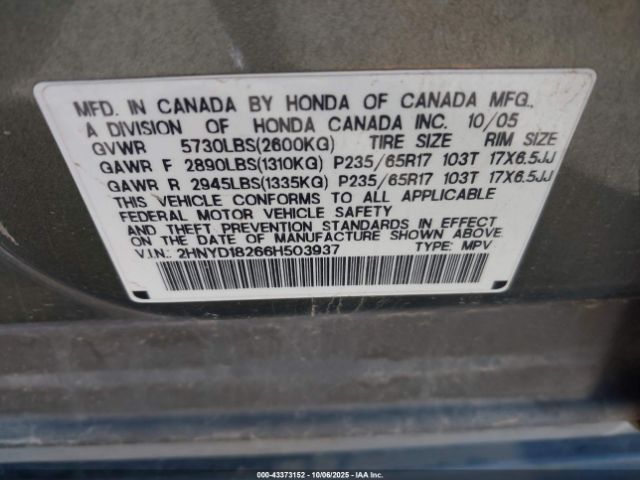 MFD. IN CANADA BY HONDA OF CANADA MFG.,
A DIVISION OF HONDA CANADA INC. 10/05
GVWR 5730LBS(2600KG) TIRE SIZE RIM SIZE
GAWR F 2890LBS(1310KG) P235/65R17 103T 17X6.5JJ
GAWR R 2945LBS(1335KG) P235/65R17 103T 17X6.5JJ
THIS VEHICLE CONFORMS TO ALL APPLICABLE
FEDERAL MOTOR VEHICLE SAFETY
AND THEFT PREVENTION STANDARDS IN EFFECT
ON THE DATE OF MANUFACTURE SHOWN ABOVE.
V.I.N.: 2HNYD18266H503937 TYPE: MPV
000-43373152 - 10/06/2025 - IAA Inc.